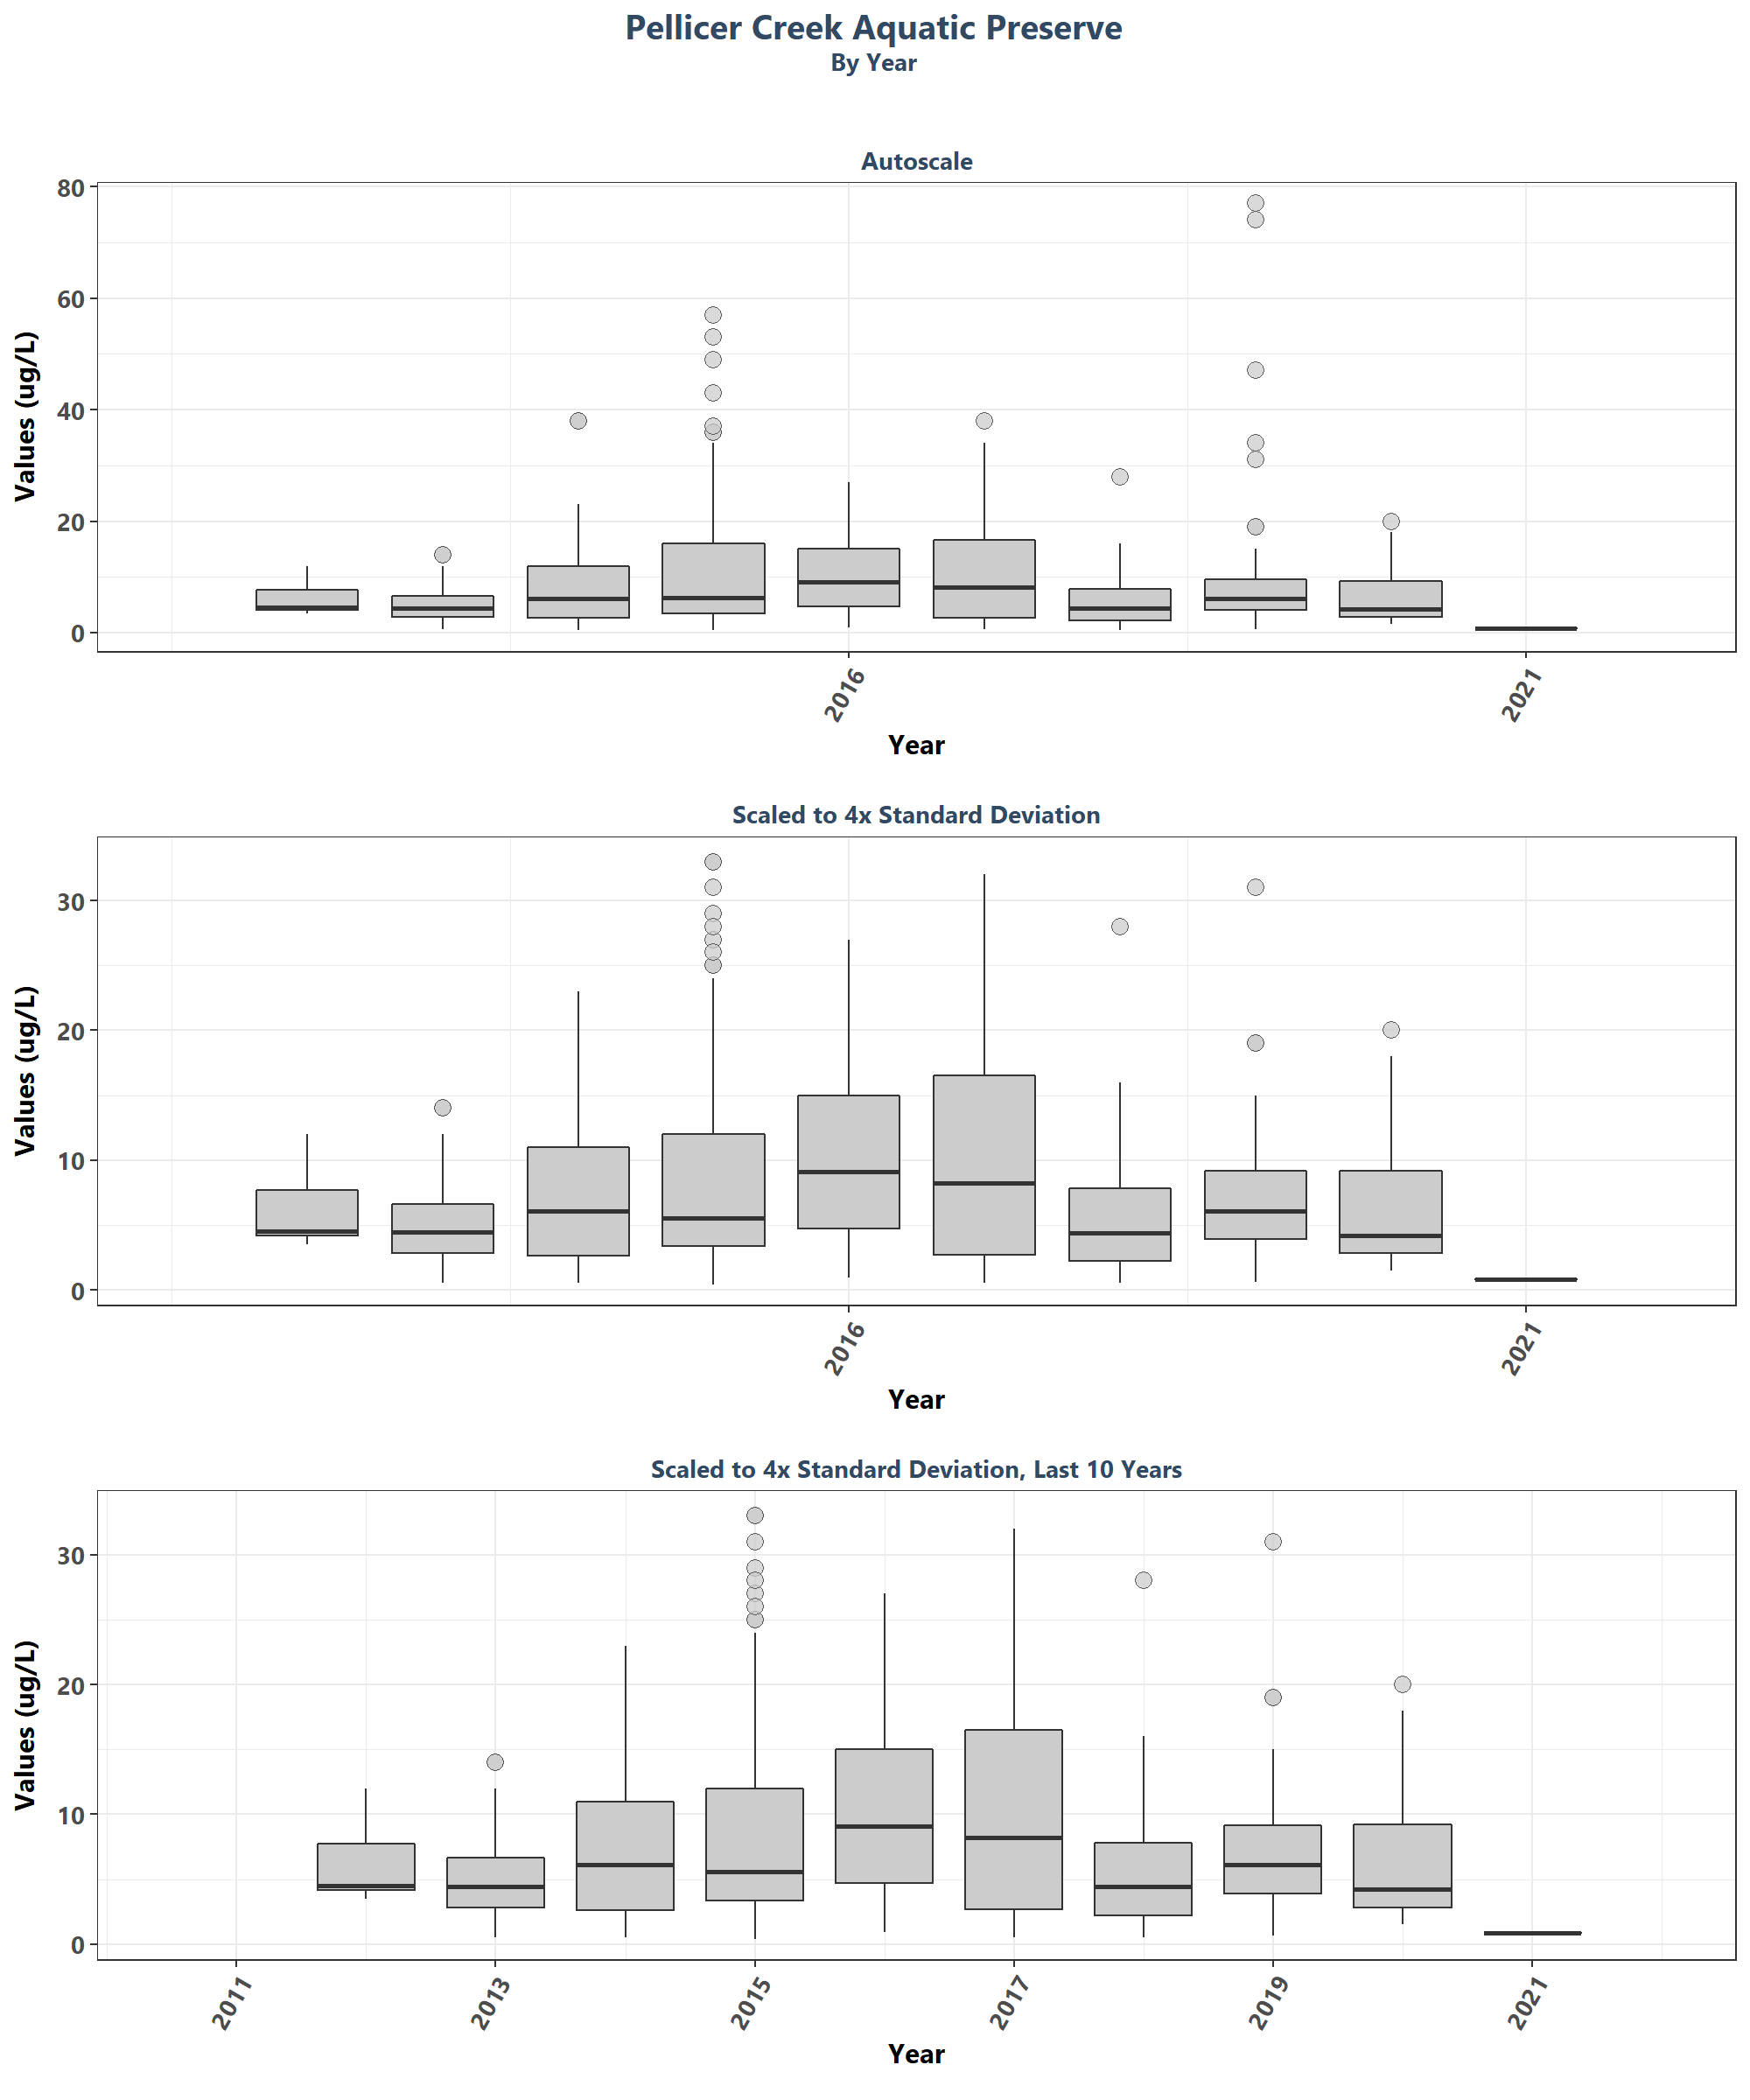 Pellicer Creek Aquatic Preserve
By Year
Autoscale
80
60
40
20
0
Values (ug/L)
2016
2021
Year
Scaled to 4x Standard Deviation
30
20
10
0
Values (ug/L)
2016
2021
Year
Scaled to 4x Standard Deviation, Last 10 Years
30
20
10
0
Values (ug/L)
2011
2013
2015
2017
2019
2021
Year